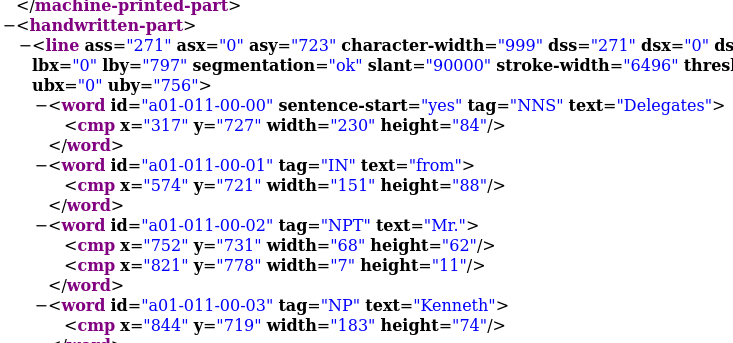 </machine-printed-part>
−<handwritten-part>
−<line ass="271" asx="0" asy="723" character-width="999" dss="271" dsx="0" ds
lbx="0" lby="797" segmentation="ok" slant="90000" stroke-width="6496" thresh
ubx="0" uby="756">
−<word id="a01-011-00-00" sentence-start="yes" tag="NNS" text="Delegates">
<cmp x="317" y="727" width="230" height="84"/>
</word>
−<word id="a01-011-00-01" tag="IN" text="from">
<cmp x="574" y="721" width="151" height="88"/>
</word>
−<word id="a01-011-00-02" tag="NPT" text="Mr.">
<cmp x="752" y="731" width="68" height="62"/>
<cmp x="821" y="778" width="7" height="11"/>
</word>
−<word id="a01-011-00-03" tag="NP" text="Kenneth">
<cmp x="844" y="719" width="183" height="74"/>
</word>